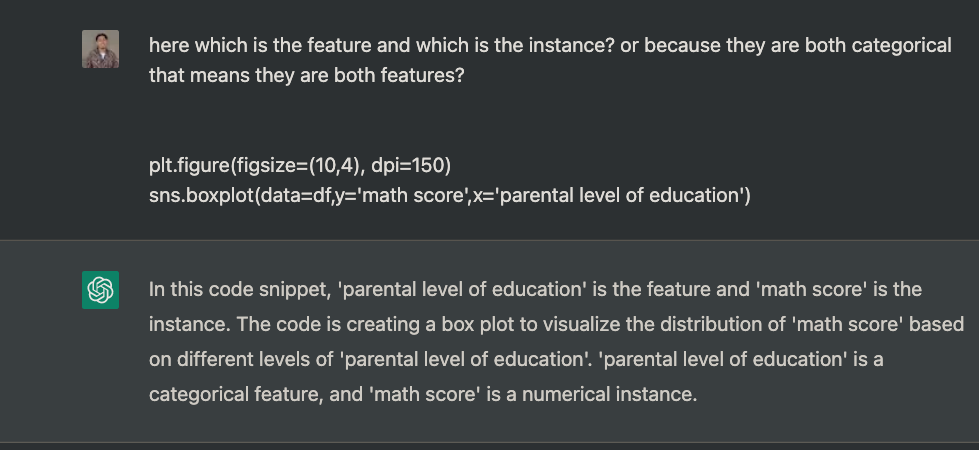 here which is the feature and which is the instance? or because they are both categorical
that means they are both features?
plt.figure(figsize=(10,4), dpi=150)
sns.boxplot(data=df,y='math score',x='parental level of education')
In this code snippet, 'parental level of education' is the feature and 'math score' is the
instance. The code is creating a box plot to visualize the distribution of 'math score' based
on different levels of 'parental level of education'. 'parental level of education' is a
categorical feature, and 'math score' is a numerical instance.